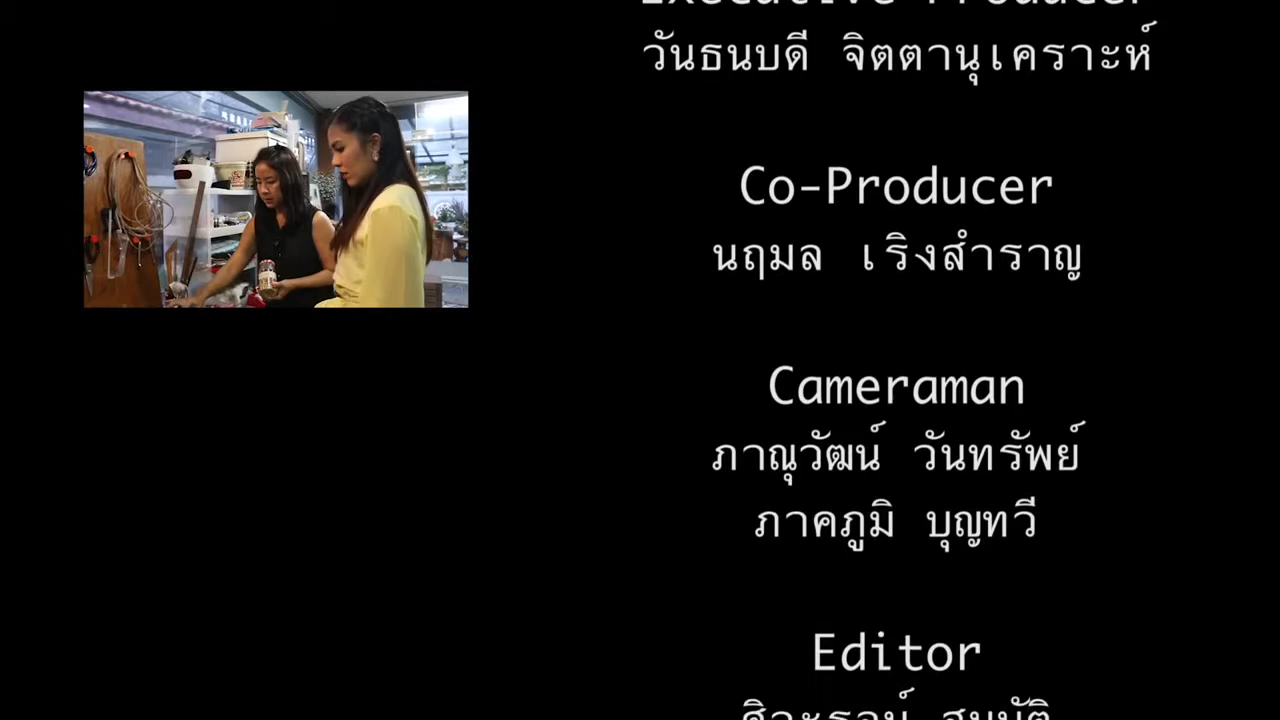 Executive Producer
วันธนบดี จิตตานุเคราะห์
Co-Producer
นฤมล เริงสำราญ
Cameraman
ภาณุวัฒน์ วันทรัพย์
ภาคภูมิ บุญทวี
Editor